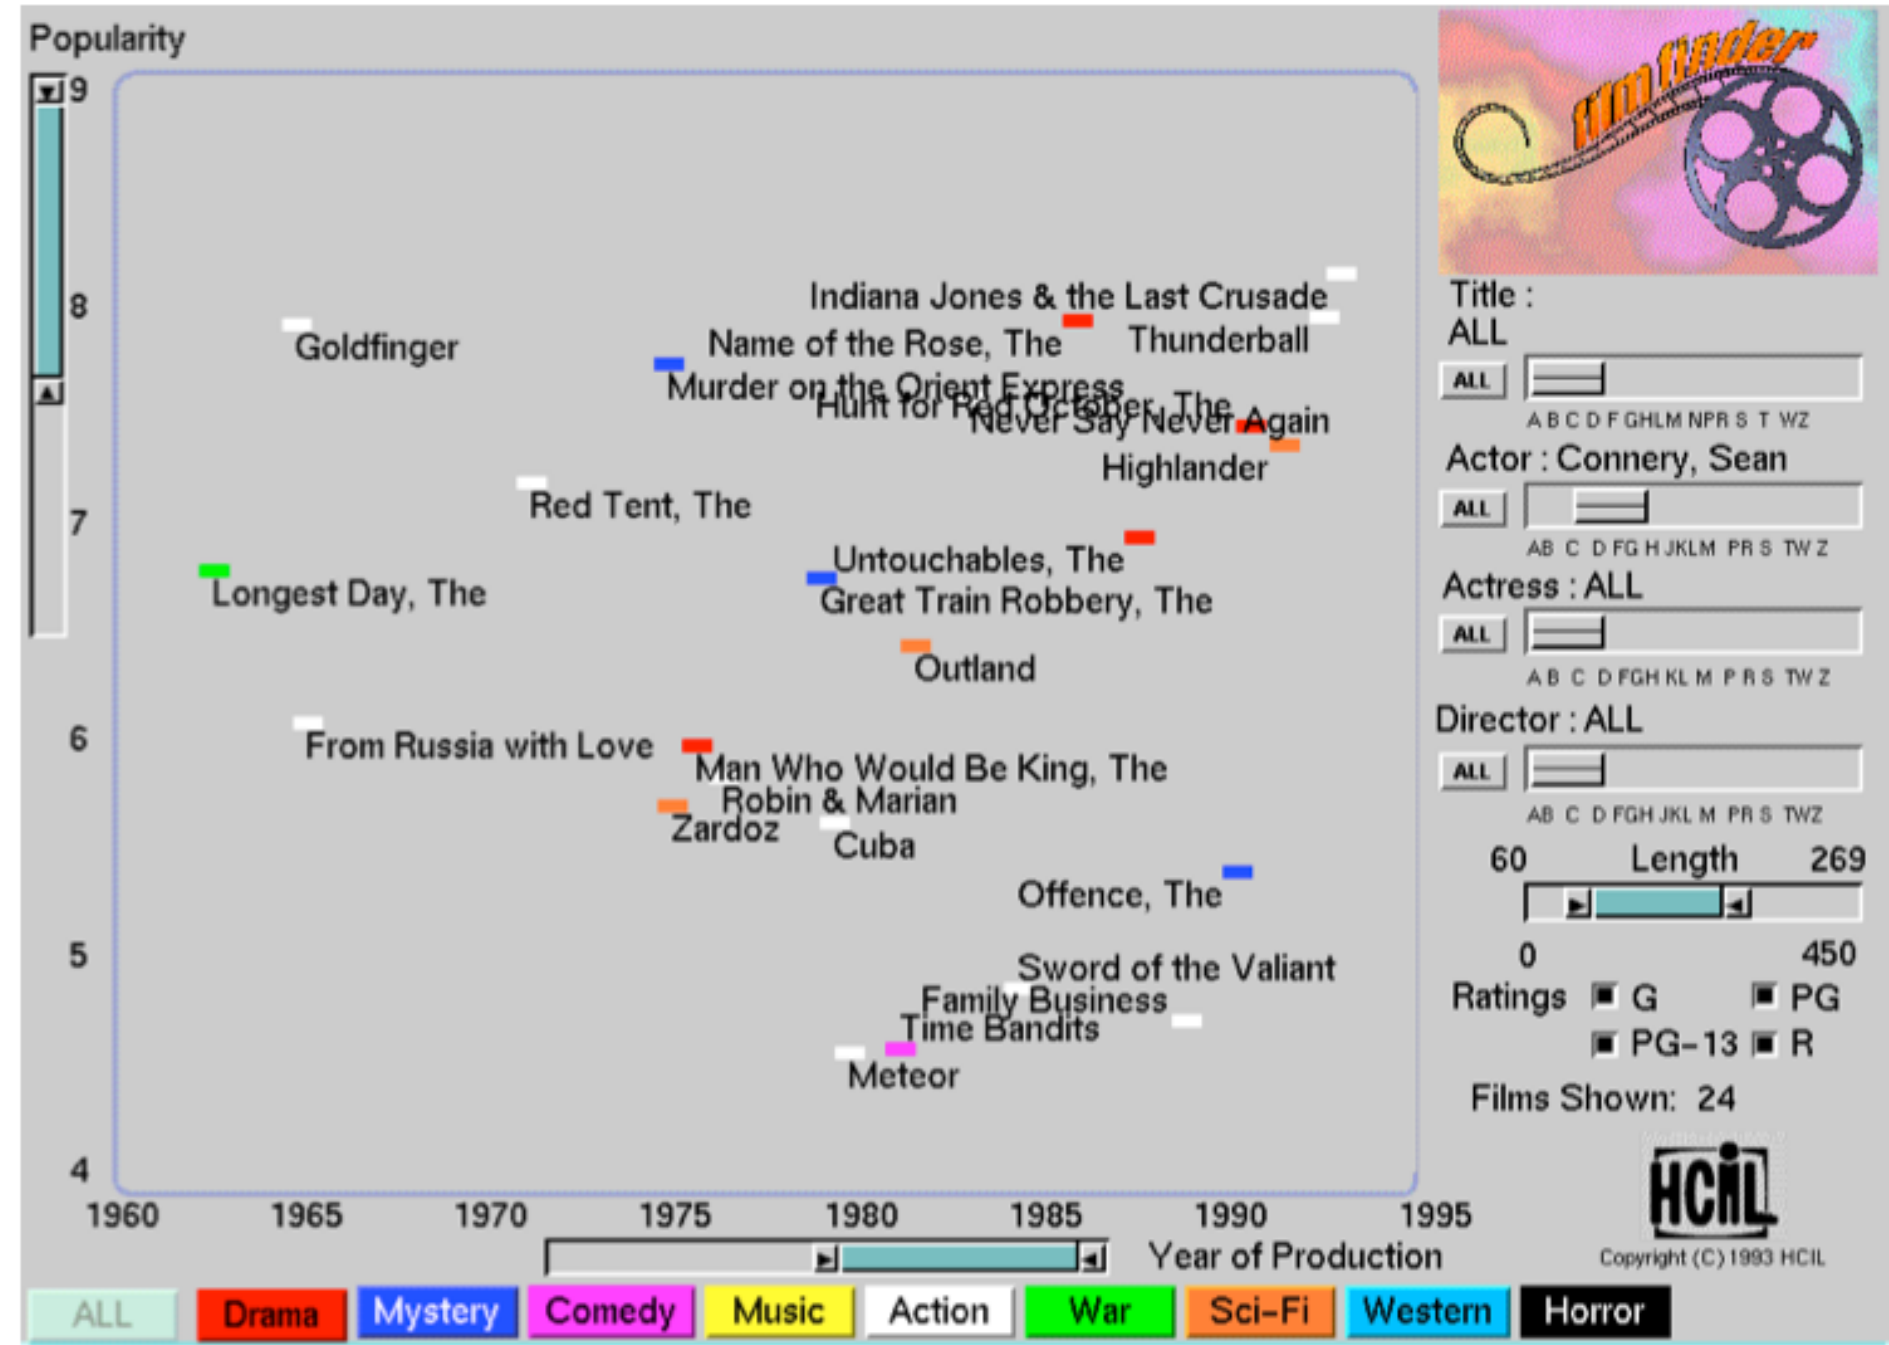 Popularity
film finder
9
8
7
6
5
4
Indiana Jones & the Last Crusade
Goldfinger
Name of the Rose, The
Thunderball
Murder on the Orient Express
Hunt for Red October, The
Never Say Never Again
Highlander
Red Tent, The
Untouchables, The
Longest Day, The
Great Train Robbery, The
Outland
From Russia with Love
Man Who Would Be King, The
Robin & Marian
Zardoz
Cuba
Offence, The
Sword of the Valiant
Family Business
Time Bandits
Meteor
1960 1965 1970 1975 1980 1985 1990 1995
Year of Production
Title :
ALL
ALL
A B C D F GHLM NPR S T WZ
Actor : Connery, Sean
ALL
AB C D FG H JKLM PR S TW Z
Actress : ALL
ALL
A B C D FGH KL M P R S TW Z
Director : ALL
ALL
AB C D FGH JKL M PR S TWZ
60 Length 269
0 450
Ratings G PG
PG-13 R
Films Shown: 24
HCIL
Copyright (C) 1993 HCIL
ALL Drama Mystery Comedy Music Action War Sci-Fi Western Horror